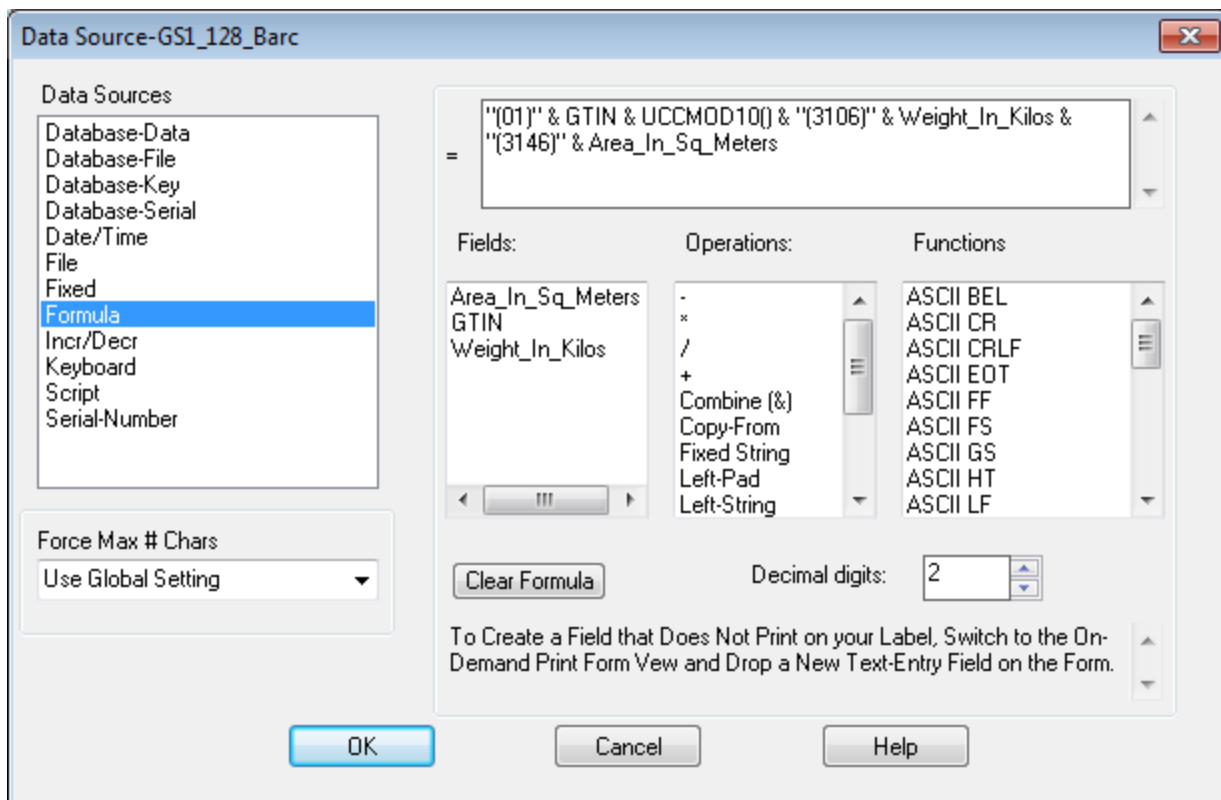 Data Source-GS1_128_Barc
Data Sources
Database-Data
Database-File
Database-Key
Database-Serial
Date/Time
File
Fixed
Formula
Incr/Decr
Keyboard
Script
Serial-Number
Force Max # Chars
Use Global Setting
=
"(01)" & GTIN & UCCMOD10() & "(3106)" & Weight_In_Kilos &
"(3146)" & Area_In_Sq_Meters
Fields:
Area_In_Sq_Meters
GTIN
Weight_In_Kilos
Operations:
-
*
/
+
Combine (&)
Copy-From
Fixed String
Left-Pad
Left-String
Functions
ASCII BEL
ASCII CR
ASCII CRLF
ASCII EOT
ASCII FF
ASCII FS
ASCII GS
ASCII HT
ASCII LF
Clear Formula
Decimal digits:
2
To Create a Field that Does Not Print on your Label, Switch to the On-
Demand Print Form Vew and Drop a New Text-Entry Field on the Form.
OK
Cancel
Help